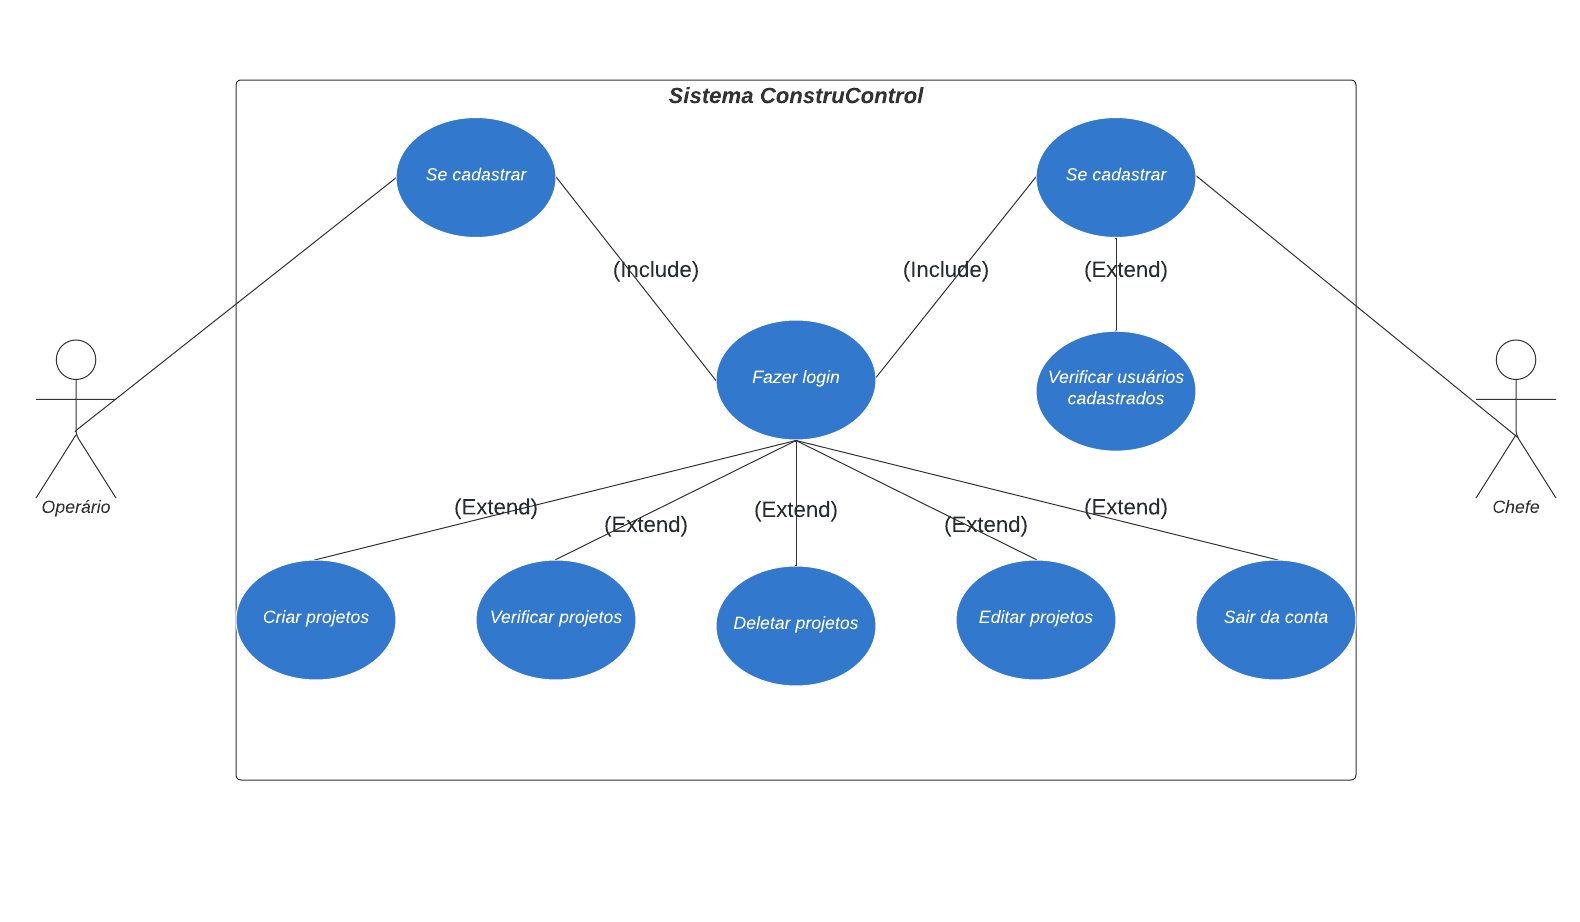 Sistema ConstruControl
Se cadastrar
Se cadastrar
(Include)
(Include)
(Extend)
Fazer login
Verificar usuários
cadastrados
Operário
Chefe
(Extend)
(Extend)
(Extend)
(Extend)
(Extend)
Criar projetos
Verificar projetos
Deletar projetos
Editar projetos
Sair da conta